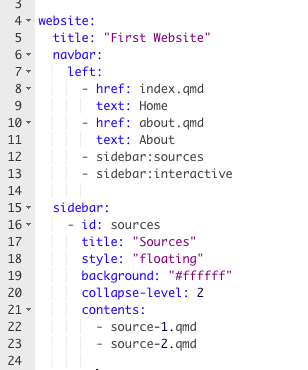 3
4 website:
5   title: "First Website"
6   navbar:
7     left:
8       - href: index.qmd
9         text: Home
10       - href: about.qmd
11         text: About
12       - sidebar:sources
13       - sidebar:interactive
14
15   sidebar:
16     - id: sources
17       title: "Sources"
18       style: "floating"
19       background: "#ffffff"
20       collapse-level: 2
21       contents:
22         - source-1.qmd
23         - source-2.qmd
24